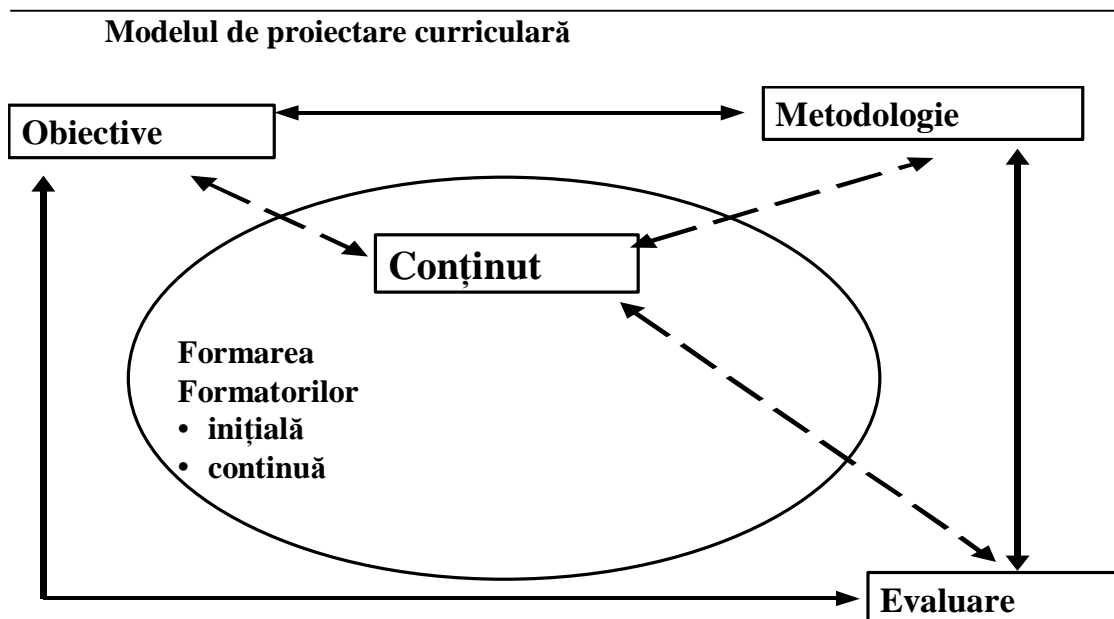 Modelul de proiectare curriculară
Obiective
Metodologie
Conținut
Formarea
Formatorilor
• inițială
• continuă
Evaluare